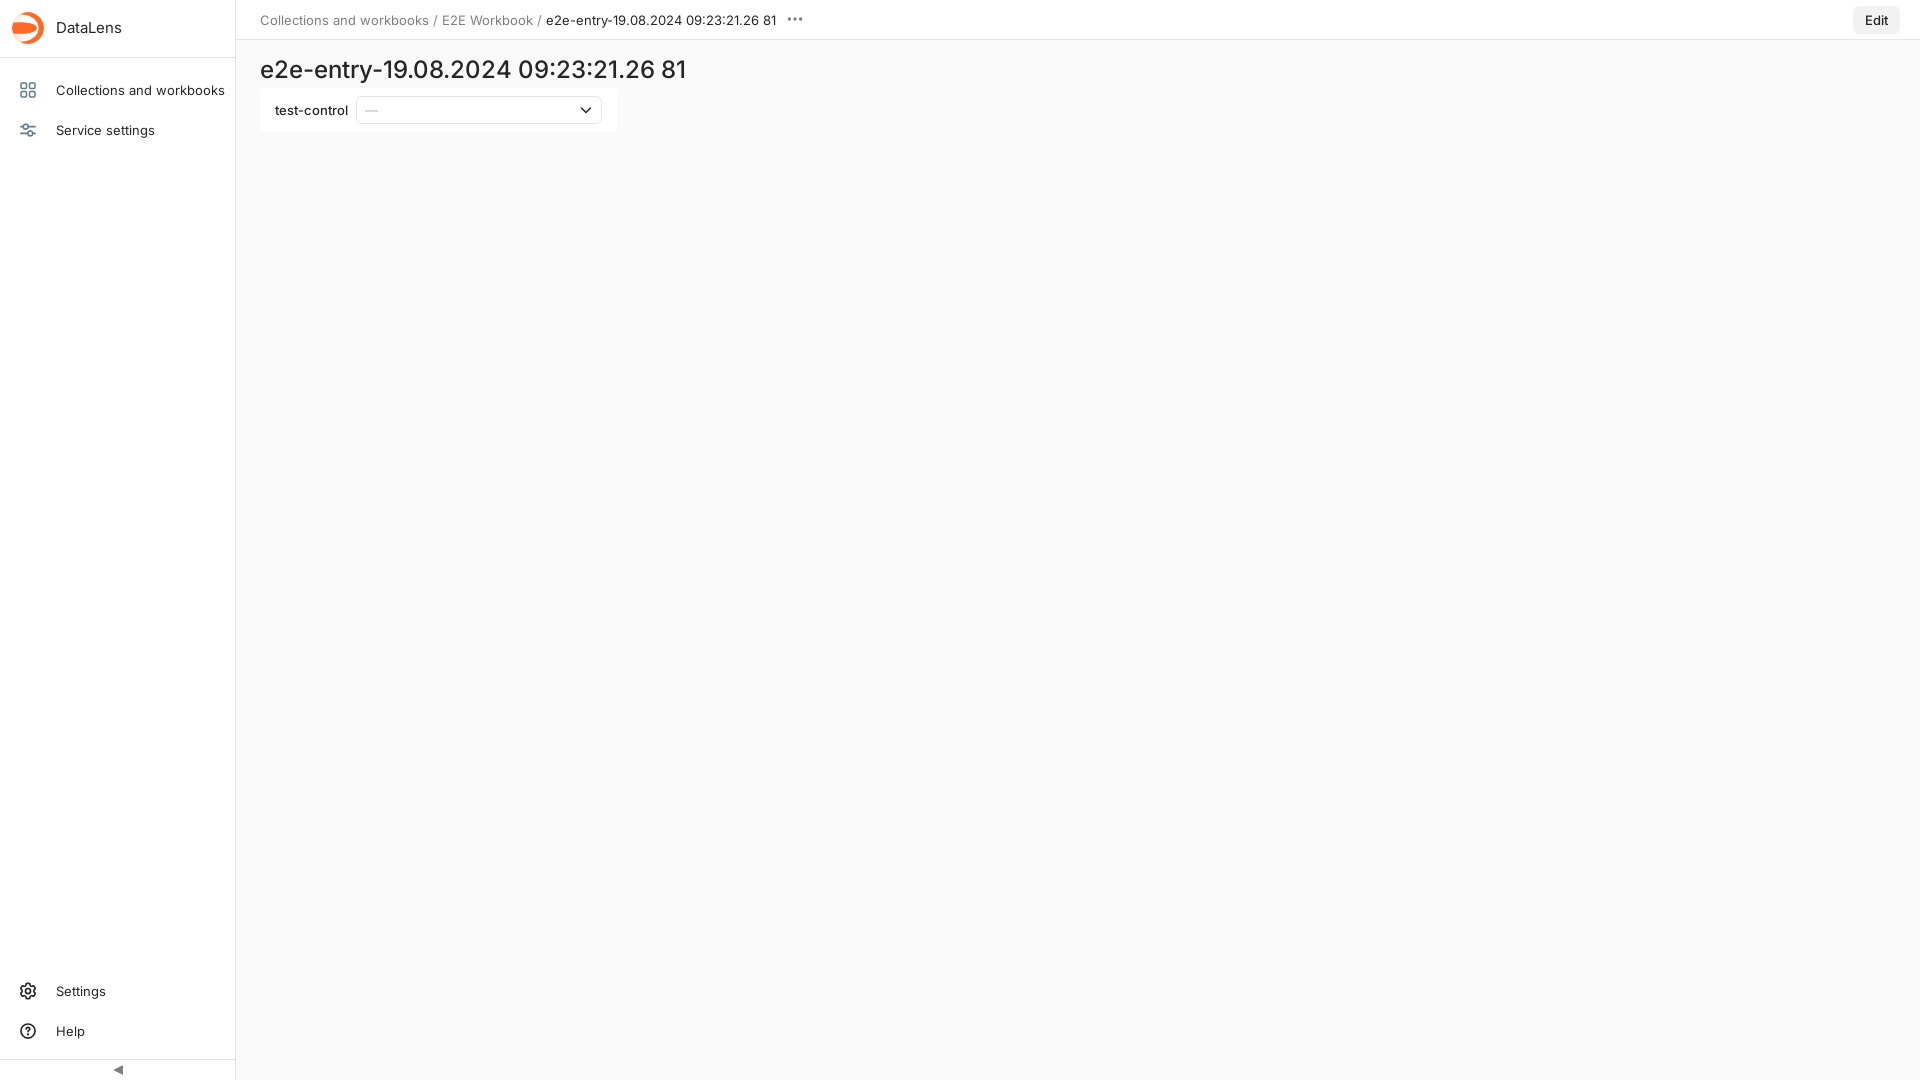 DataLens
Collections and workbooks / E2E Workbook / e2e-entry-19.08.2024 09:23:21.26 81
Edit
Collections and workbooks
Service settings
e2e-entry-19.08.2024 09:23:21.26 81
test-control —
Settings
Help